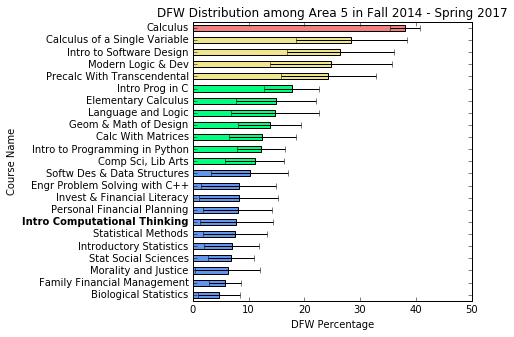 DFW Distribution among Area 5 in Fall 2014 - Spring 2017
Calculus
Calculus of a Single Variable
Intro to Software Design
Modern Logic & Dev
Precalc With Transcendental
Intro Prog in C
Elementary Calculus
Language and Logic
Geom & Math of Design
Calc With Matrices
Intro to Programming in Python
Comp Sci, Lib Arts
Softw Des & Data Structures
Engr Problem Solving with C++
Invest & Financial Literacy
Personal Financial Planning
Intro Computational Thinking
Statistical Methods
Introductory Statistics
Stat Social Sciences
Morality and Justice
Family Financial Management
Biological Statistics
Course Name
0 10 20 30 40 50
DFW Percentage